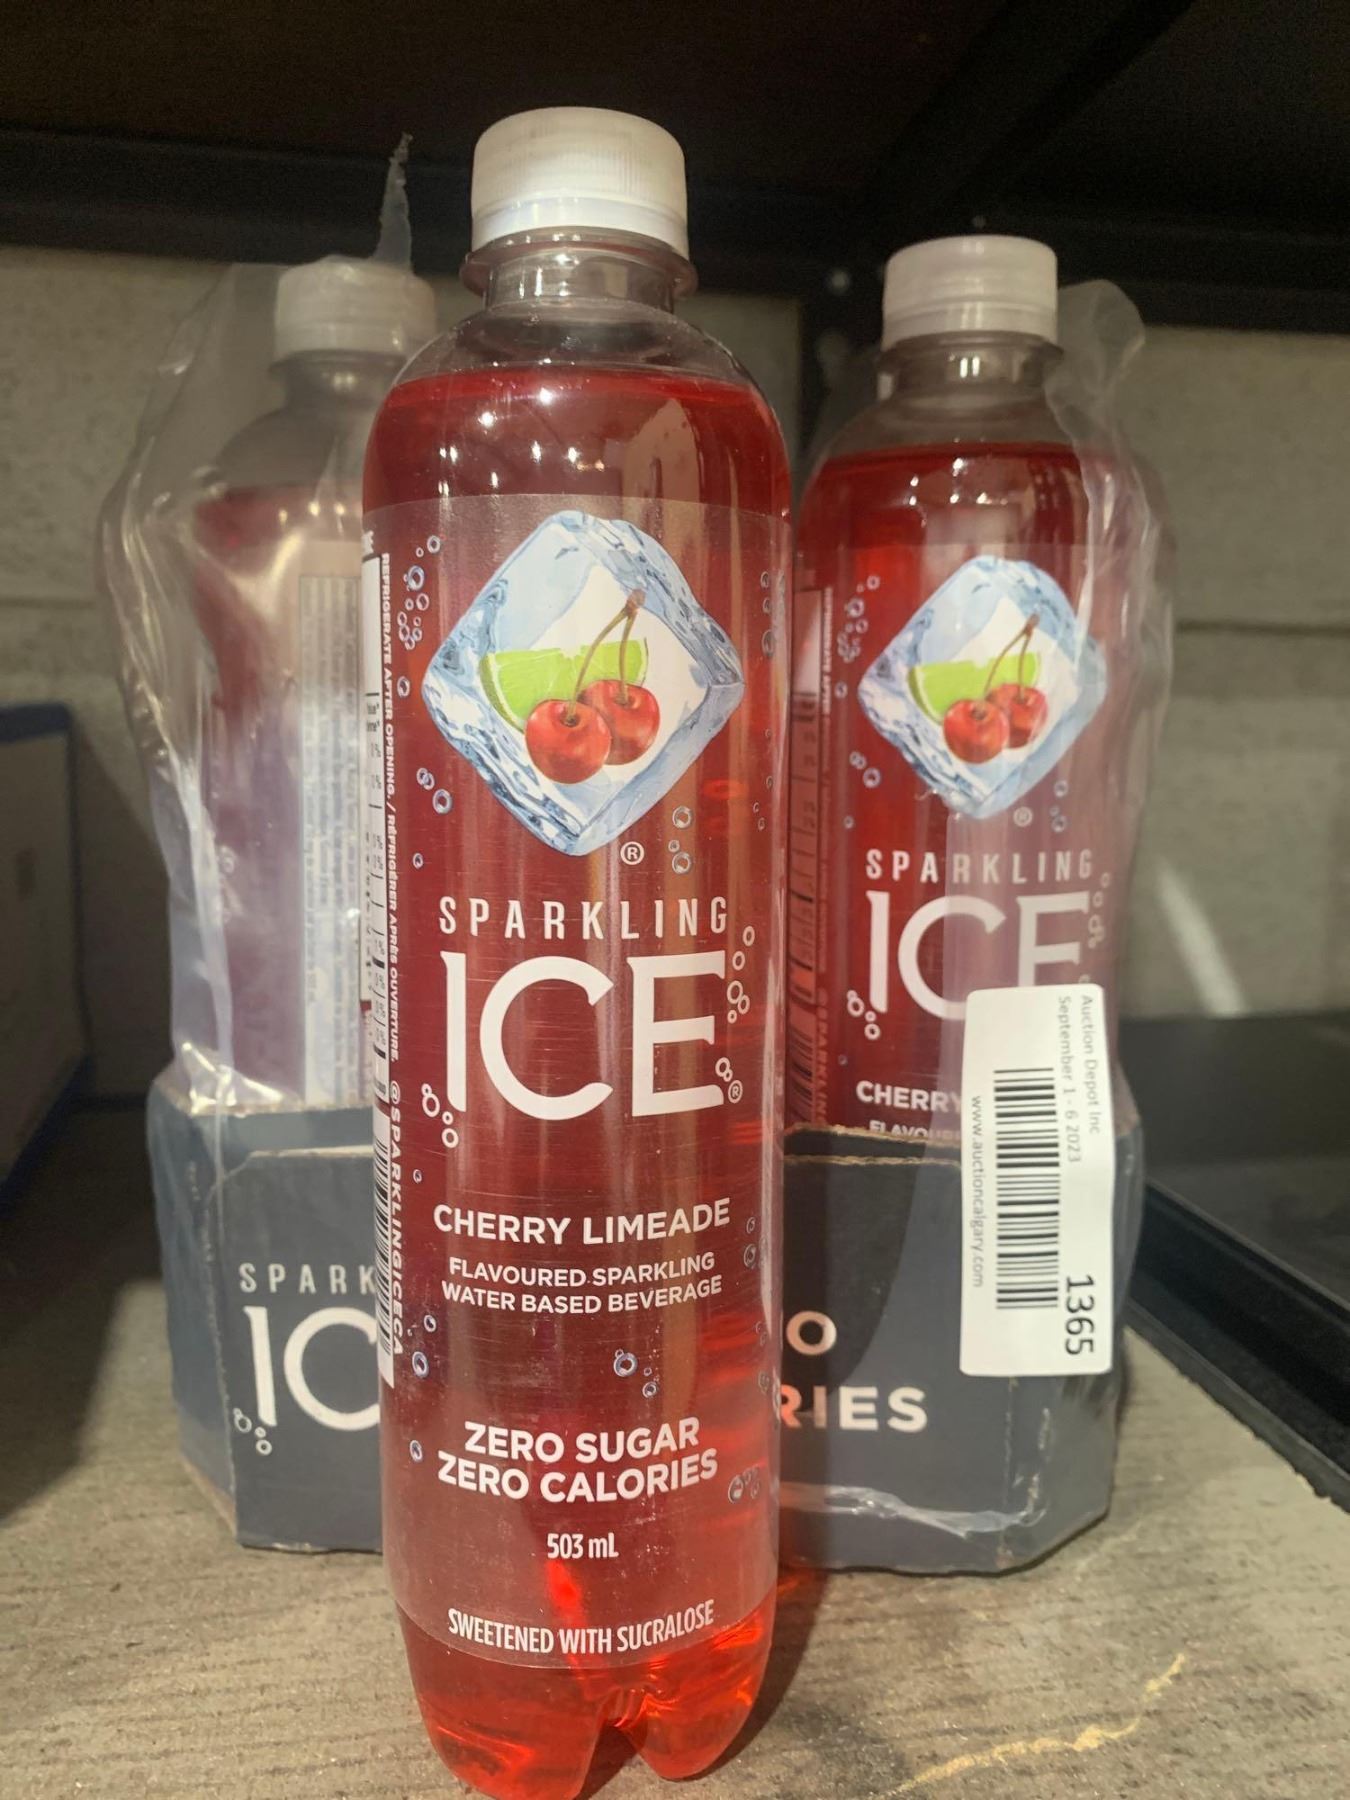 REFRIGERATE AFTER OPENING. / RÉFRIGÉRER APRÈS OUVERTURE.
@SPARKLINGICECA
®
SPARKLING
ICE®
CHERRY LIMEADE
FLAVOURED SPARKLING
WATER BASED BEVERAGE
ZERO SUGAR
ZERO CALORIES
503 mL
SWEETENED WITH SUCRALOSE
SPARK
IC
®
SPARKLING
ICE
CHERRY
FLAVOU
O
RIES
Auction Depot Inc
September 1 - 6 2023
1365
www.auctioncalgary.com